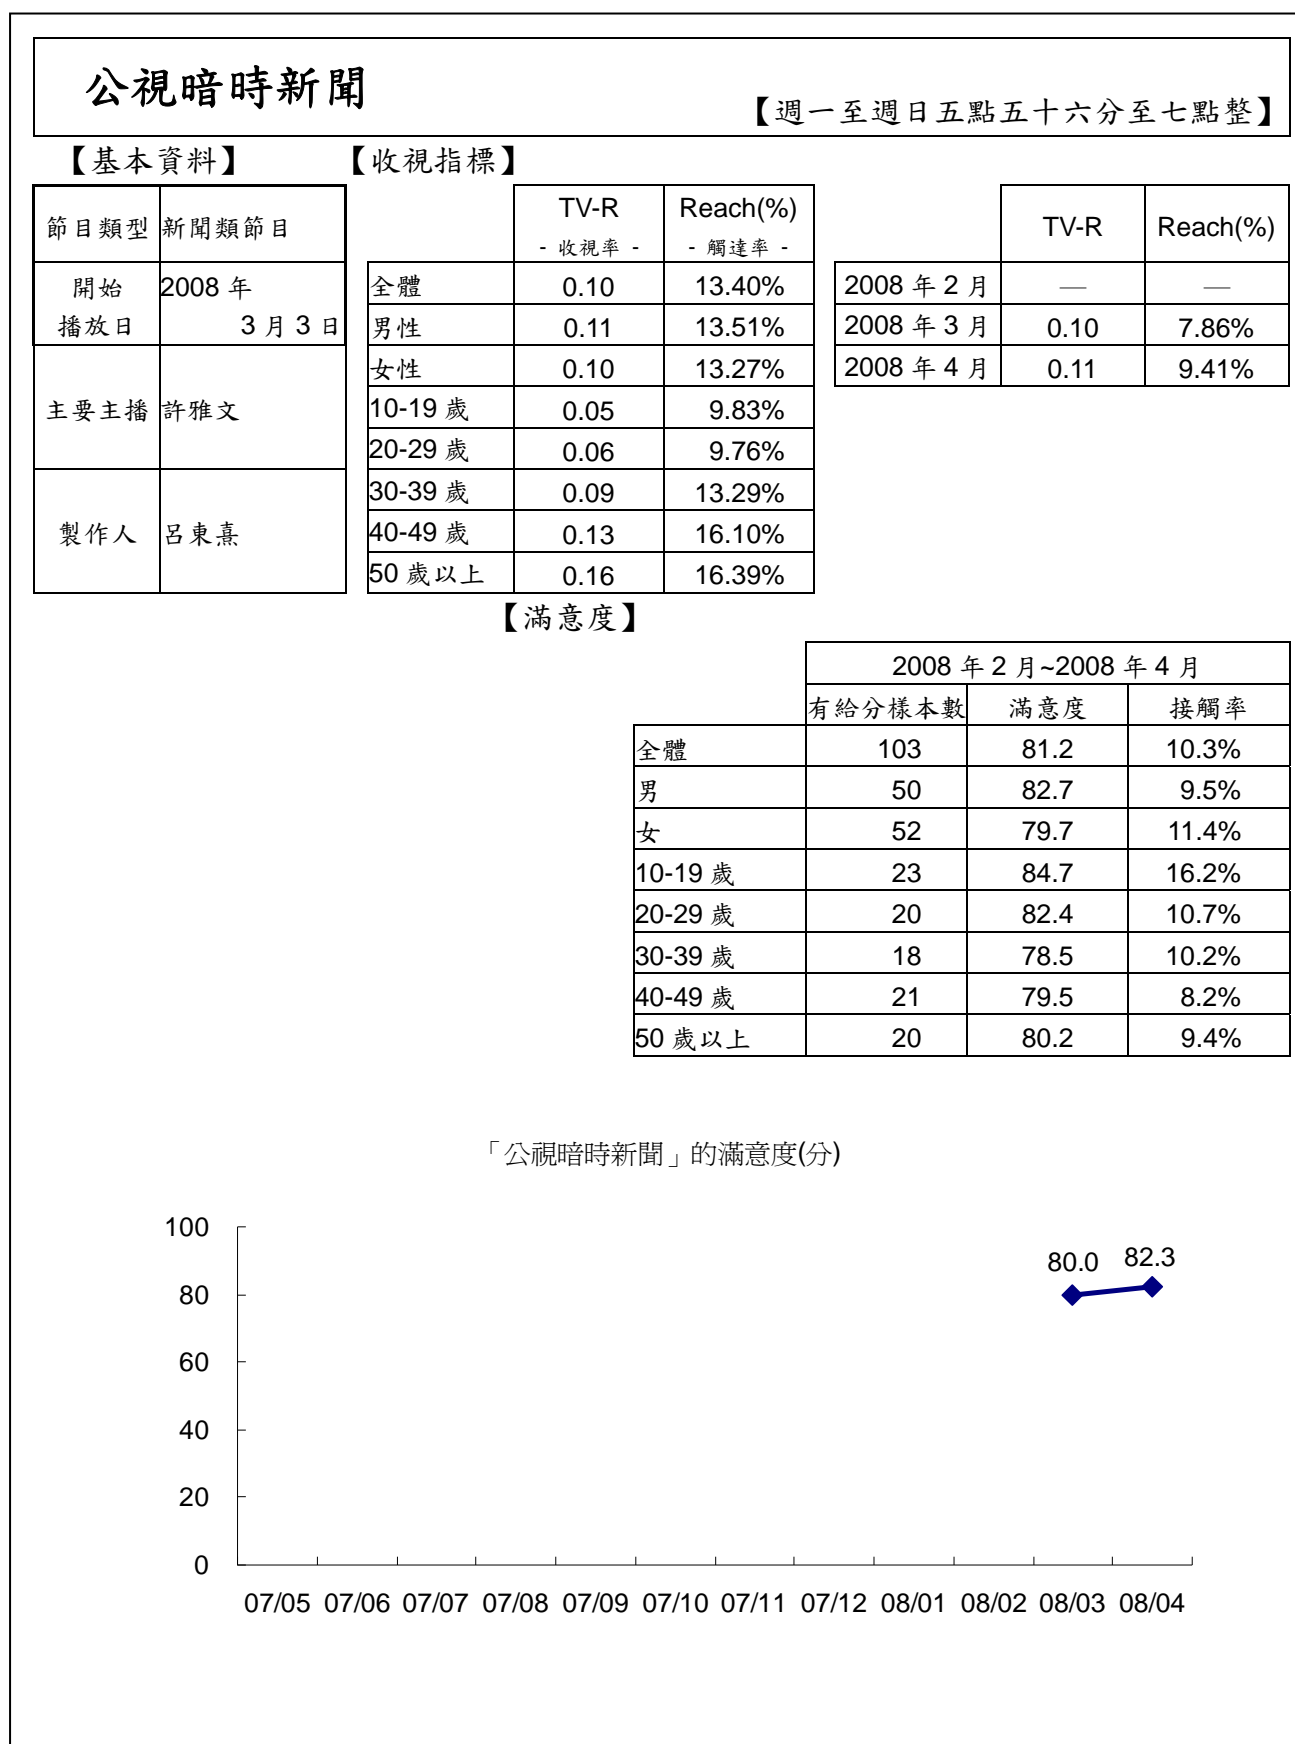 公視暗時新聞
【週一至週日五點五十六分至七點整】
【基本資料】 【收視指標】
節目類型 新聞類節目
開始播放日 2008 年 3 月 3 日
主要主播 許雅文
製作人 呂東熹
TV-R Reach(%)
- 收視率 - - 觸達率 -
全體 0.10 13.40%
男性 0.11 13.51%
女性 0.10 13.27%
10-19 歲 0.05 9.83%
20-29 歲 0.06 9.76%
30-39 歲 0.09 13.29%
40-49 歲 0.13 16.10%
50 歲以上 0.16 16.39%
TV-R Reach(%)
2008 年 2 月 — —
2008 年 3 月 0.10 7.86%
2008 年 4 月 0.11 9.41%
【滿意度】
2008 年 2 月~2008 年 4 月
有給分樣本數 滿意度 接觸率
全體 103 81.2 10.3%
男 50 82.7 9.5%
女 52 79.7 11.4%
10-19 歲 23 84.7 16.2%
20-29 歲 20 82.4 10.7%
30-39 歲 18 78.5 10.2%
40-49 歲 21 79.5 8.2%
50 歲以上 20 80.2 9.4%
「公視暗時新聞」的滿意度(分)
100
80
60
40
20
0
80.0 82.3
07/05 07/06 07/07 07/08 07/09 07/10 07/11 07/12 08/01 08/02 08/03 08/04